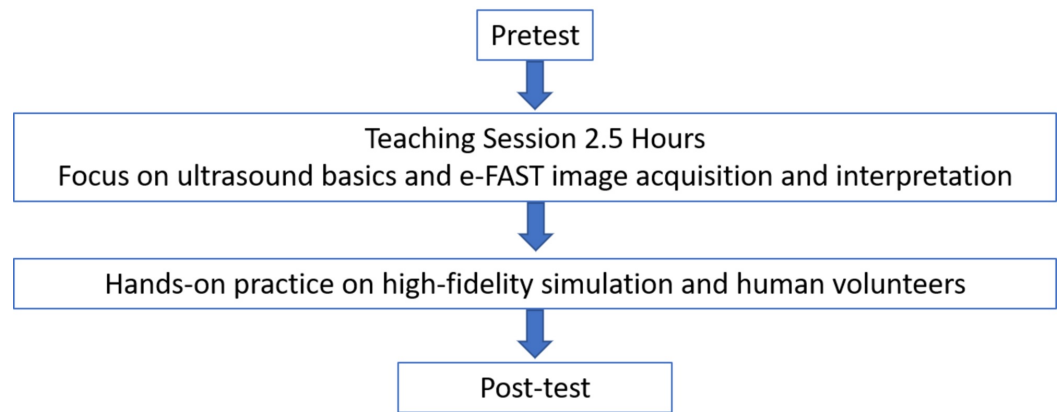 Pretest
Teaching Session 2.5 Hours
Focus on ultrasound basics and e-FAST image acquisition and interpretation
Hands-on practice on high-fidelity simulation and human volunteers
Post-test